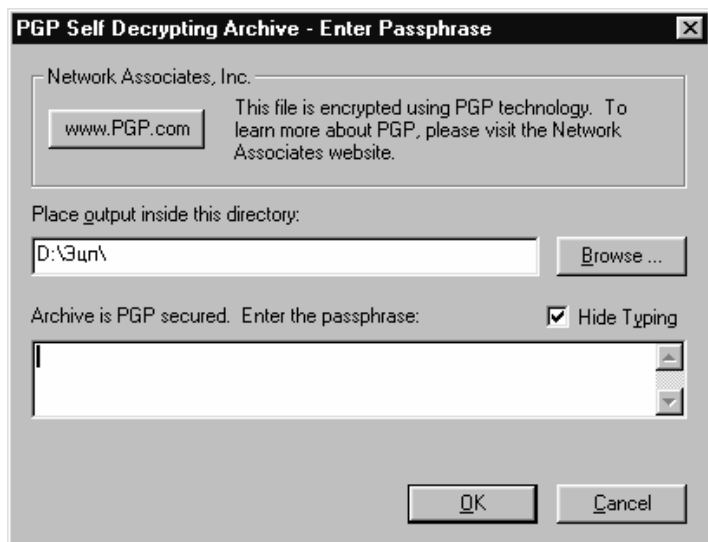 PGP Self Decrypting Archive - Enter Passphrase
Network Associates, Inc.
www.PGP.com
This file is encrypted using PGP technology. To
learn more about PGP, please visit the Network
Associates website.
Place output inside this directory:
D:\Эцп\
Browse ...
Archive is PGP secured. Enter the passphrase:
Hide Typing
OK
Cancel